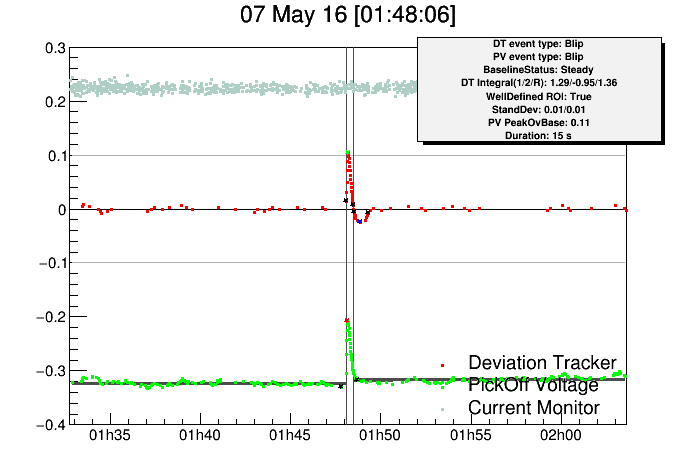 07 May 16 [01:48:06]
DT event type: Blip
PV event type: Blip
BaselineStatus: Steady
DT Integral(1/2/R): 1.29/-0.95/1.36
WellDefined ROI: True
StandDev: 0.01/0.01
PV PeakOvBase: 0.11
Duration: 15 s
0.3
0.2
0.1
0
−0.1
−0.2
−0.3
−0.4
Deviation Tracker
PickOff Voltage
Current Monitor
01h35 01h40 01h45 01h50 01h55 02h00